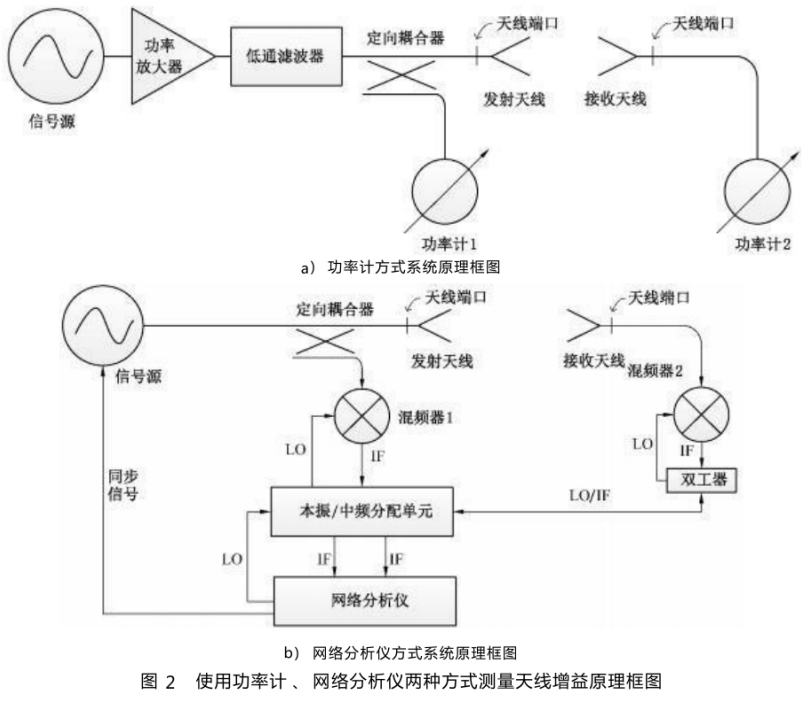 天线端口
天线端口
定向耦合器
功率
放大器
低通滤波器
发射天线
接收天线
信号源
功率计1
功率计2
a) 功率计方式系统原理框图
天线端口
天线端口
定向耦合器
发射天线
接收天线
混频器2
信号源
混频器1
LO
IF
LO
IF
同步
信号
双工器
LO/IF
本振/中频分配单元
LO
IF
IF
网络分析仪
b) 网络分析仪方式系统原理框图
图 2 使用功率计、网络分析仪两种方式测量天线增益原理框图